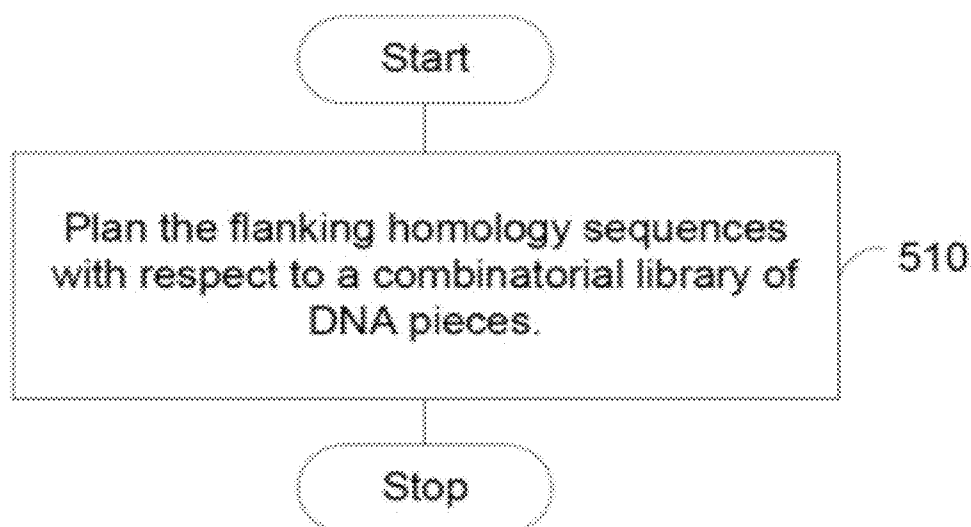 Start
Plan the flanking homology sequences
with respect to a combinatorial library of
DNA pieces.
510
Stop